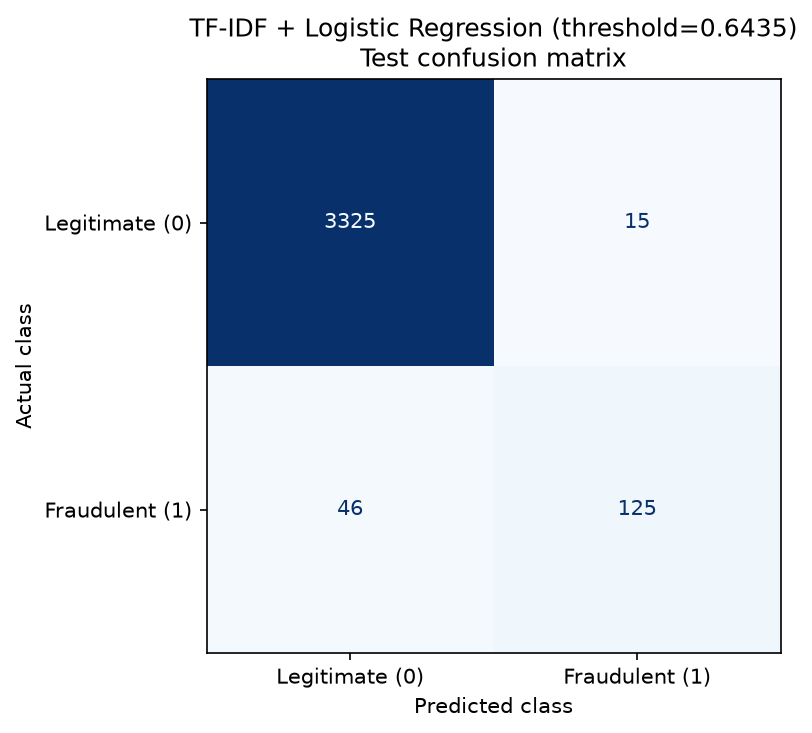 TF-IDF + Logistic Regression (threshold=0.6435)
Test confusion matrix
Actual class
Legitimate (0)
3325
15
Fraudulent (1)
46
125
Legitimate (0)
Fraudulent (1)
Predicted class